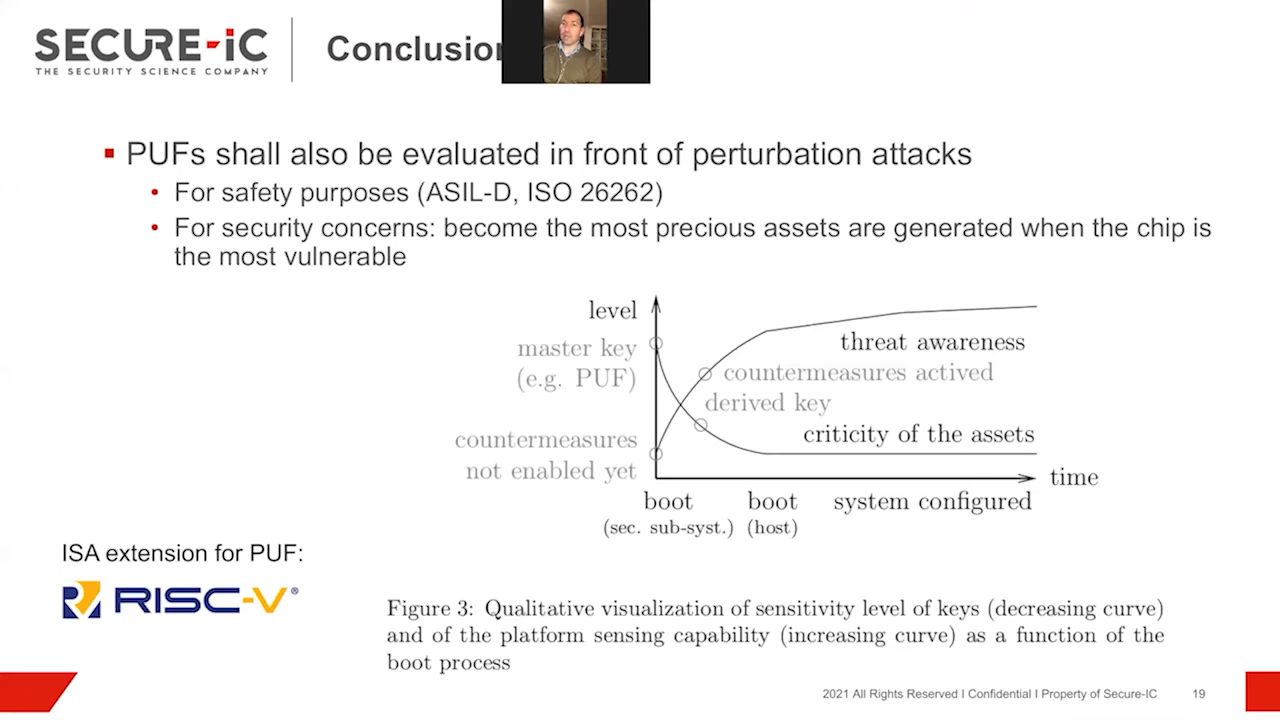 SECURE-iC
THE SECURITY SCIENCE COMPANY
Conclusion
PUFs shall also be evaluated in front of perturbation attacks
For safety purposes (ASIL-D, ISO 26262)
For security concerns: become the most precious assets are generated when the chip is
the most vulnerable
level
master key
(e.g. PUF)
countermeasures
not enabled yet
threat awareness
countermeasures actived
derived key
criticity of the assets
time
boot
(sec. sub-syst.)
boot
(host)
system configured
ISA extension for PUF:
RISC-V®
Figure 3: Qualitative visualization of sensitivity level of keys (decreasing curve)
and of the platform sensing capability (increasing curve) as a function of the
boot process
2021 All Rights Reserved I Confidential I Property of Secure-IC
19